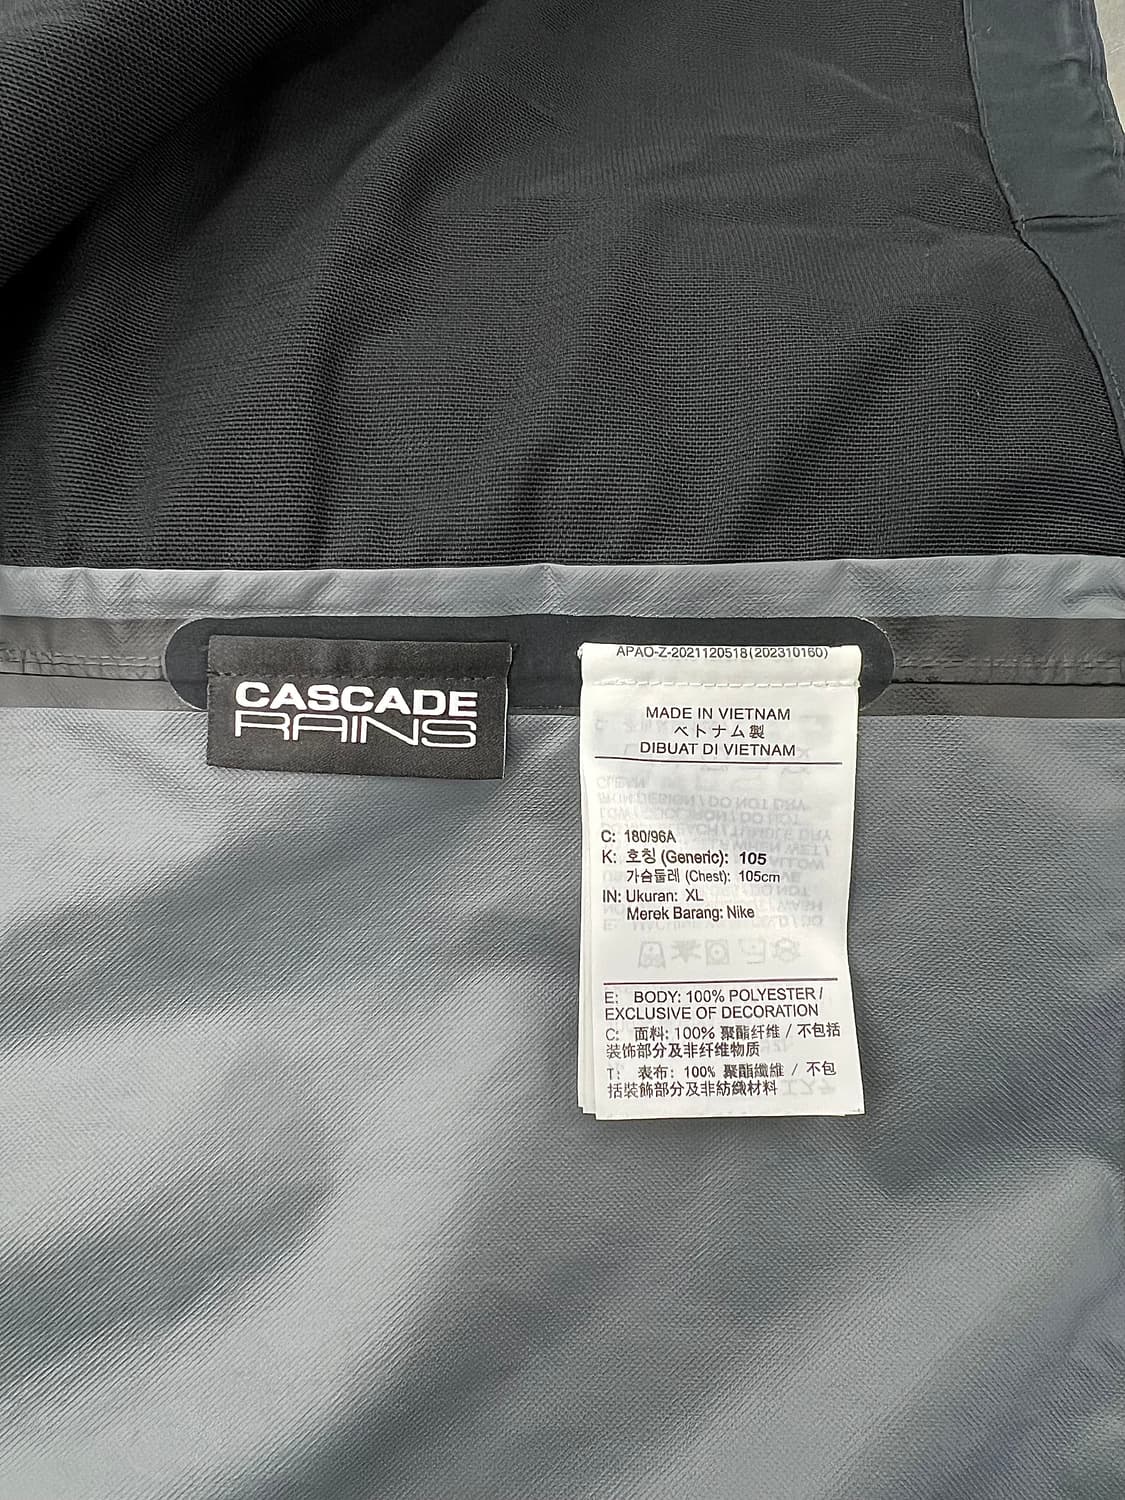 CASCADE
RAINS
APAO-Z-2021120518(202310160)
MADE IN VIETNAM
ベトナム製
DIBUAT DI VIETNAM
C: 180/96A
K: 호칭 (Generic): 105
가슴둘레 (Chest): 105cm
IN: Ukuran: XL
Merek Barang: Nike
E: BODY: 100% POLYESTER /
EXCLUSIVE OF DECORATION
C: 面料: 100% 聚酯纤维 / 不包括
装饰部分及非纤维物质
T: 表布: 100% 聚酯纖維 / 不包
括裝飾部分及非紡織材料